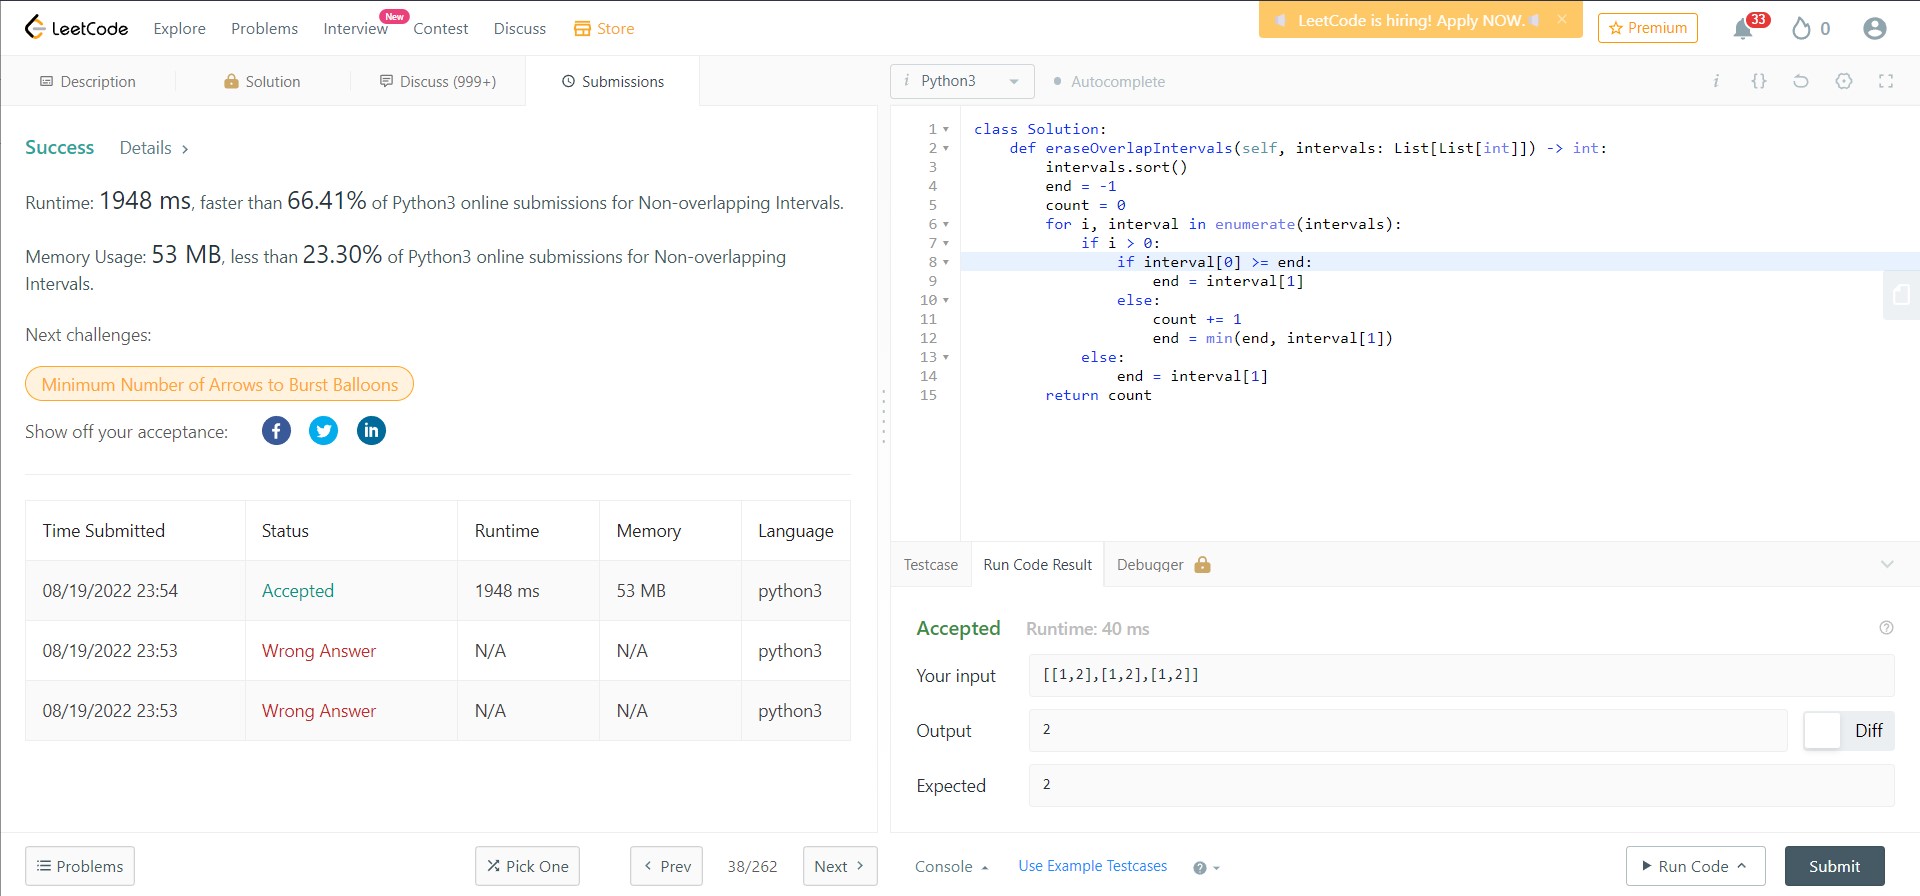 LeetCode Explore Problems Interview New Contest Discuss Store LeetCode is hiring! Apply NOW. × Premium 33 0
Description Solution Discuss (999+) Submissions
Success Details >
Runtime: 1948 ms, faster than 66.41% of Python3 online submissions for Non-overlapping Intervals.
Memory Usage: 53 MB, less than 23.30% of Python3 online submissions for Non-overlapping
Intervals.
Next challenges:
Minimum Number of Arrows to Burst Balloons
Show off your acceptance: f in
Time Submitted Status Runtime Memory Language
08/19/2022 23:54 Accepted 1948 ms 53 MB python3
08/19/2022 23:53 Wrong Answer N/A N/A python3
08/19/2022 23:53 Wrong Answer N/A N/A python3
Problems Pick One < Prev 38/262 Next >
i Python3 Autocomplete i {}
1 class Solution:
2     def eraseOverlapIntervals(self, intervals: List[List[int]]) -> int:
3         intervals.sort()
4         end = -1
5         count = 0
6         for i, interval in enumerate(intervals):
7             if i > 0:
8                 if interval[0] >= end:
9                     end = interval[1]
10                 else:
11                     count += 1
12                     end = min(end, interval[1])
13             else:
14                 end = interval[1]
15         return count
Testcase Run Code Result Debugger
Accepted Runtime: 40 ms ?
Your input [[1,2],[1,2],[1,2]]
Output 2 Diff
Expected 2
Console Use Example Testcases ? Run Code Submit